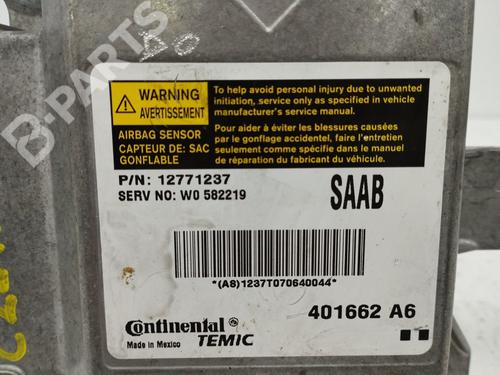 B-PARTS
WARNING
AVERTISSEMENT
AIRBAG SENSOR
CAPTEUR DE: SAC
GONFLABLE
To help avoid personal injury due to unwanted
initiation, service only as specified in vehicle
manufacturer's service manual.
Pour aider à éviter les blessures causées
par le gonflage accidentel, faire l'entretien
seulement comme spécifié dans le manuel
de réparation du fabricant du véhicule.
P/N: 12771237
SERV NO: W0 582219
SAAB
*(A8)1237T070640044*
Continental
TEMIC
Made in Mexico
401662 A6